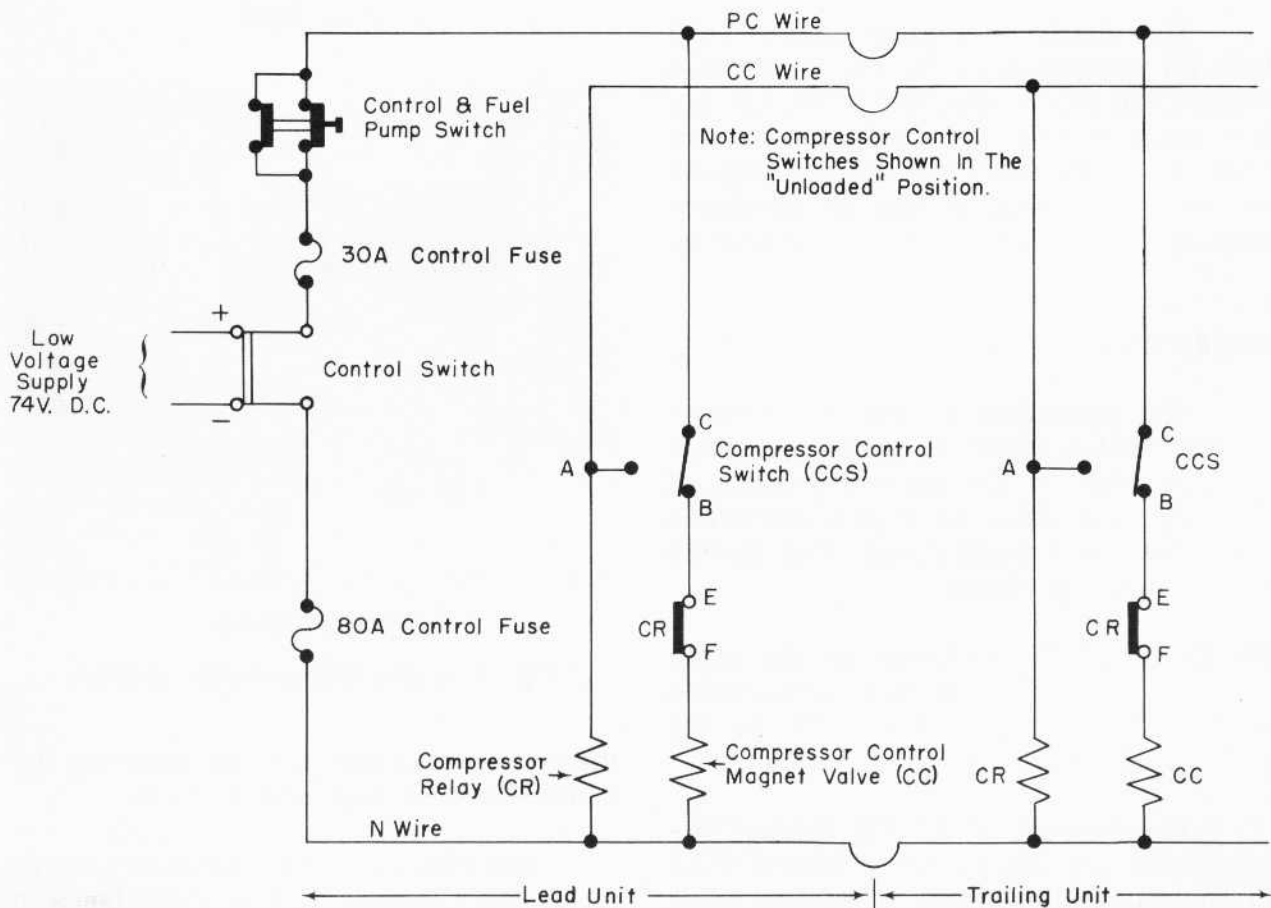 PC Wire
CC Wire
Control & Fuel
Pump Switch
Note: Compressor Control
Switches Shown In The
"Unloaded" Position.
30A Control Fuse
+
Low
Voltage
Supply
74V. D.C.
Control Switch
−
C
Compressor Control
Switch (CCS)
A
B
C
CCS
A
B
80A Control Fuse
E
CR
F
E
CR
F
Compressor
Relay (CR)
Compressor Control
Magnet Valve (CC)
CR
CC
N Wire
Lead Unit
Trailing Unit